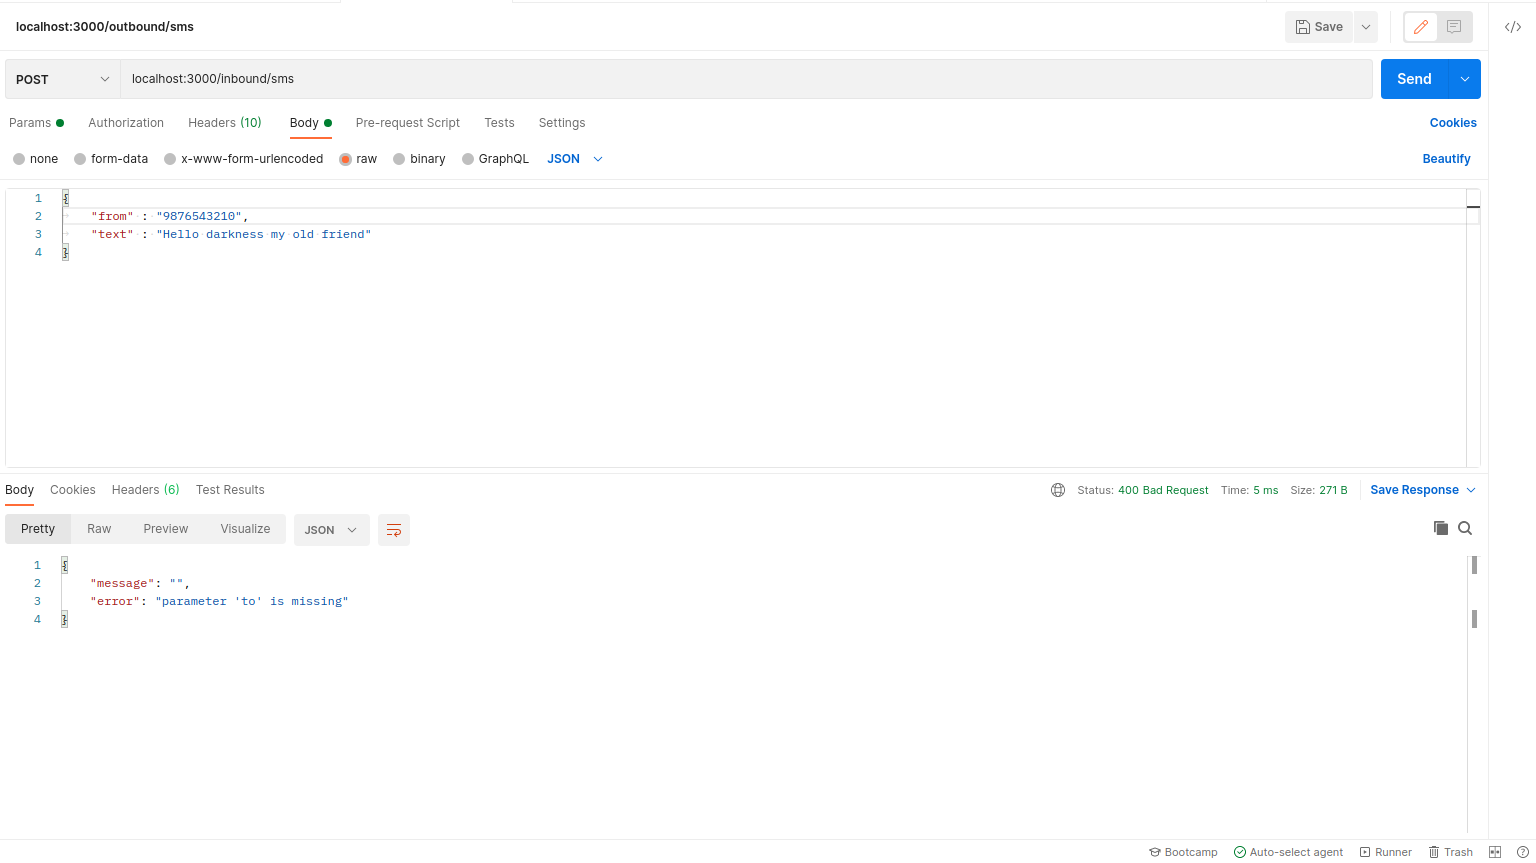 localhost:3000/outbound/sms
Save
POST
localhost:3000/inbound/sms
Send
Params
Authorization
Headers (10)
Body
Pre-request Script
Tests
Settings
Cookies
none
form-data
x-www-form-urlencoded
raw
binary
GraphQL
JSON
Beautify
1 {
2 "from" : "9876543210",
3 "text" : "Hello darkness my old friend"
4 }
Body
Cookies
Headers (6)
Test Results
Status: 400 Bad Request
Time: 5 ms
Size: 271 B
Save Response
Pretty
Raw
Preview
Visualize
JSON
1 {
2 "message": "",
3 "error": "parameter 'to' is missing"
4 }
Bootcamp
Auto-select agent
Runner
Trash